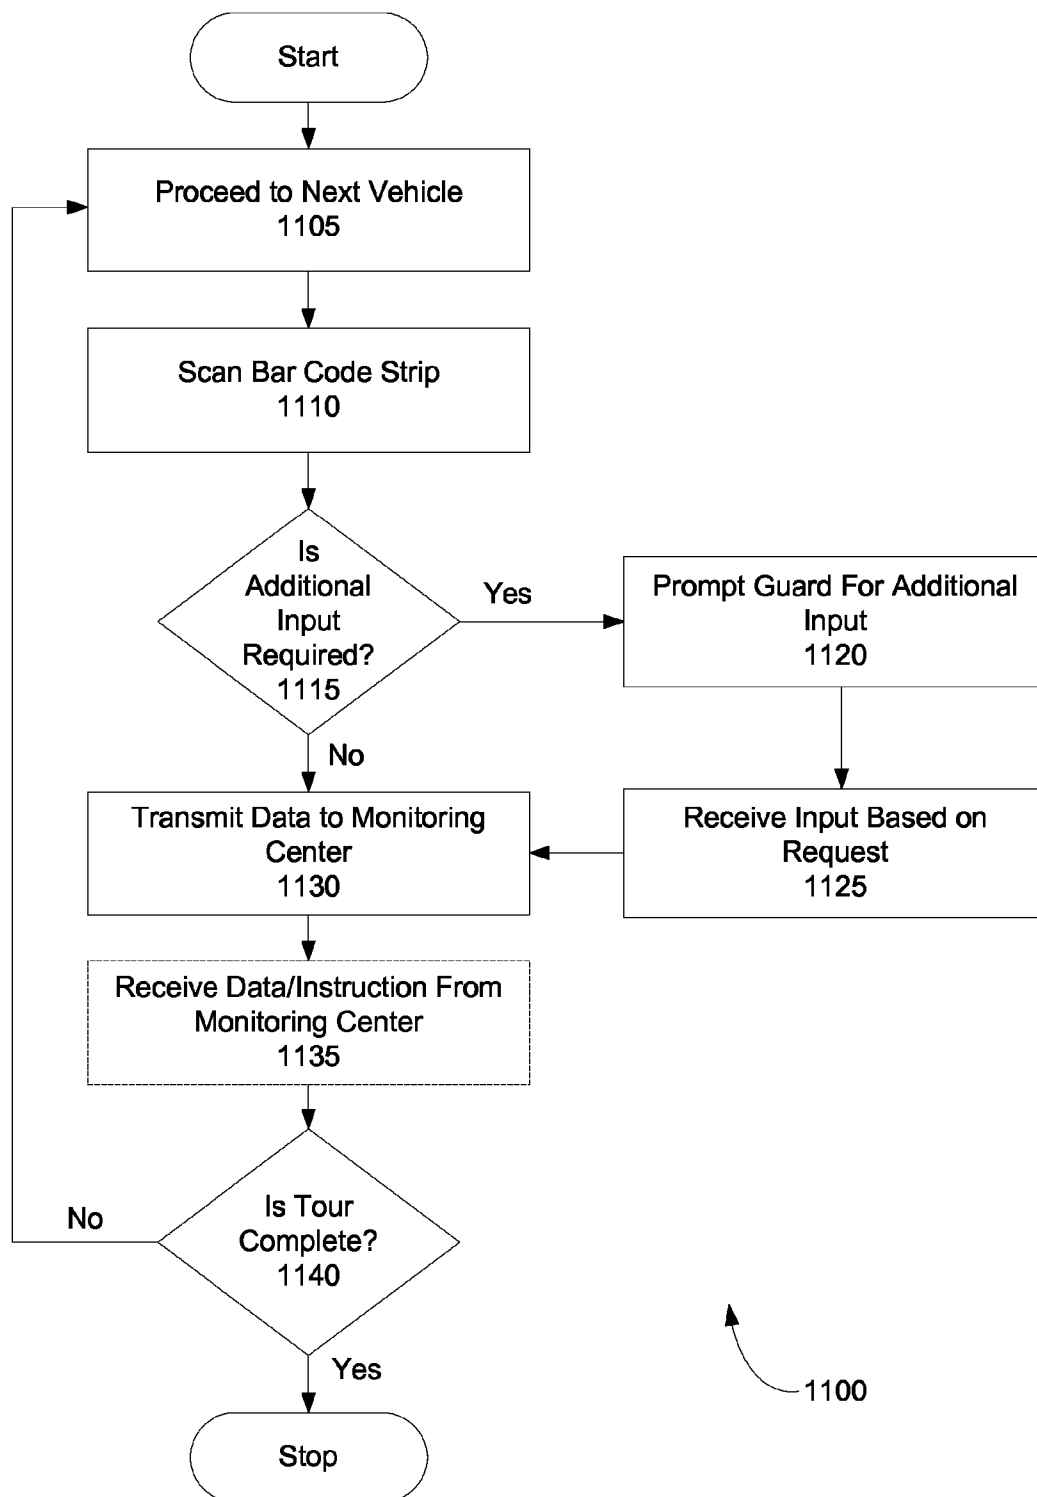 Start
Proceed to Next Vehicle
1105
Scan Bar Code Strip
1110
Is
Additional
Input
Required?
1115
Yes
Prompt Guard For Additional
Input
1120
No
Transmit Data to Monitoring
Center
1130
Receive Input Based on
Request
1125
Receive Data/Instruction From
Monitoring Center
1135
Is Tour
Complete?
1140
No
Yes
Stop
1100